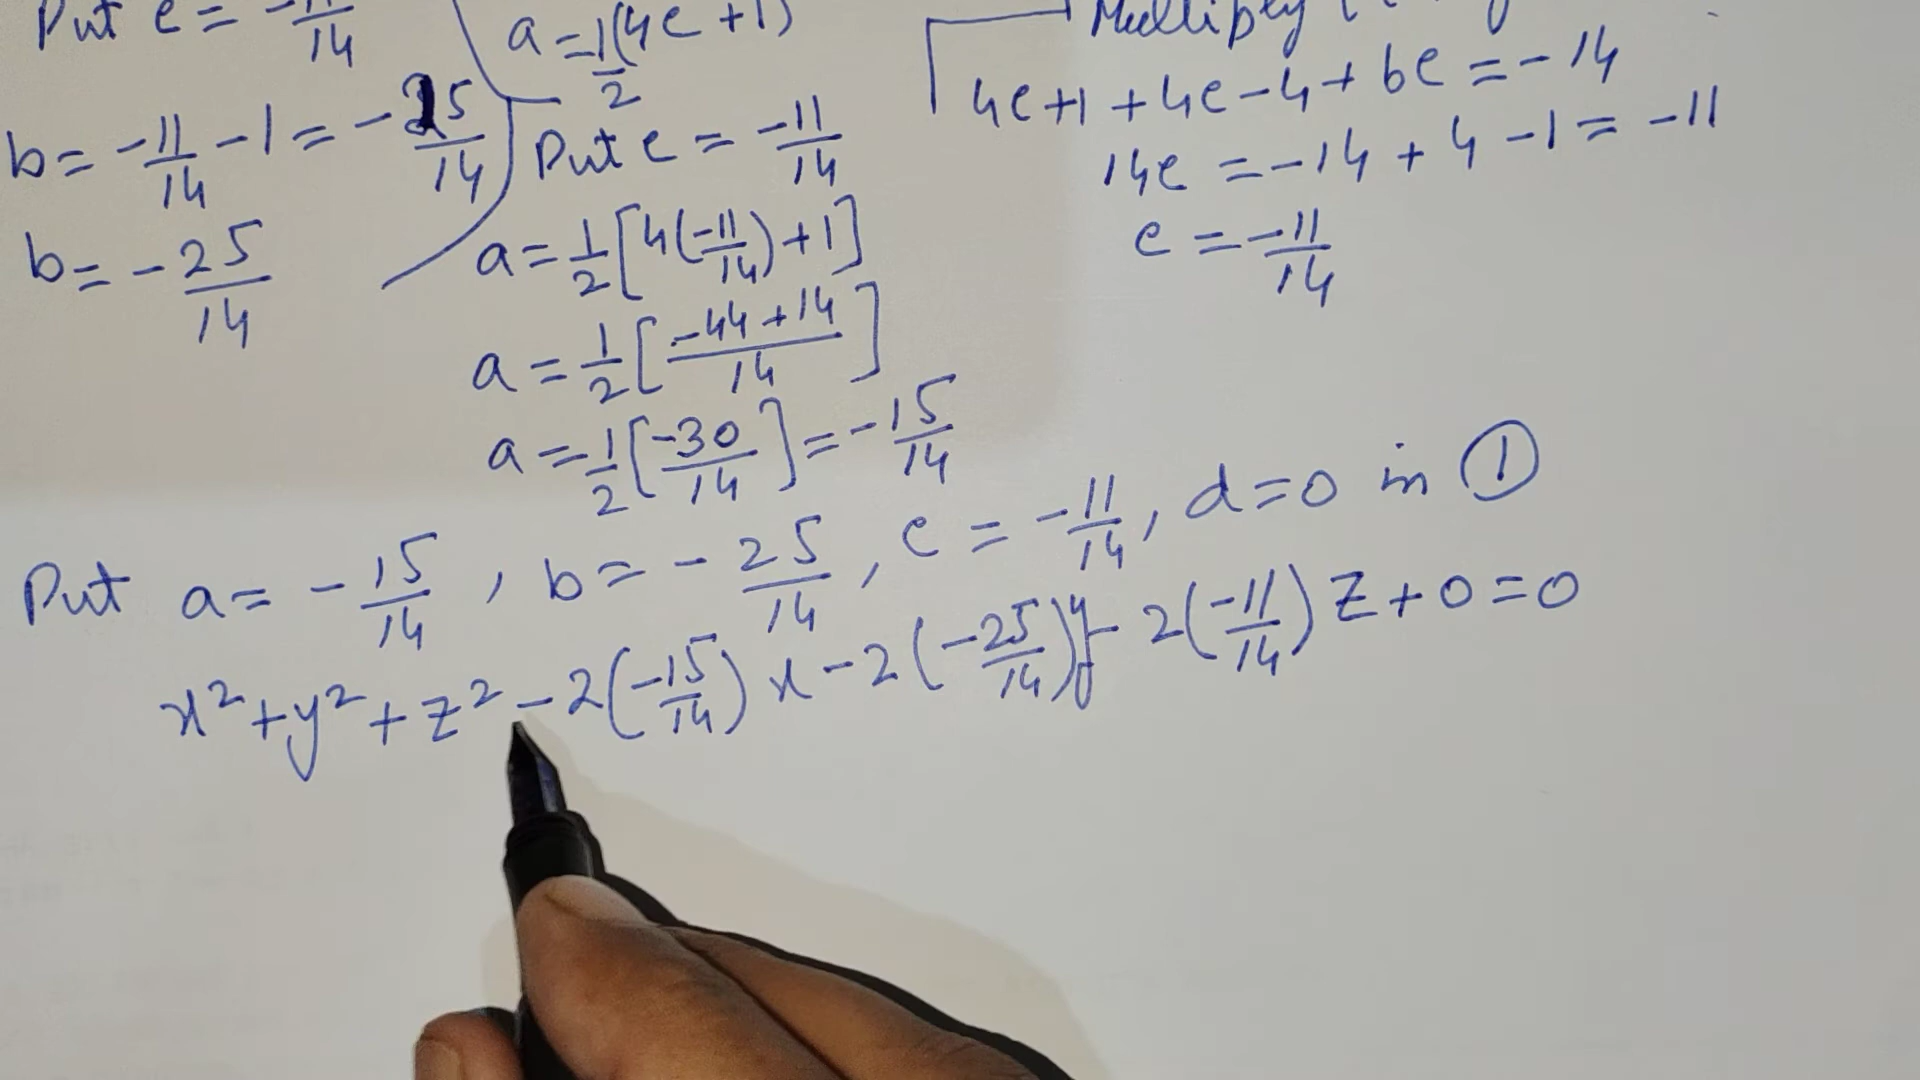 Put c = -11/14
b = -11/14 - 1 = -25/14
b = -25/14
a = 1/2(4c + 1)
Put c = -11/14
a = 1/2[4(-11/14) + 1]
a = 1/2[-44 + 14/14]
a = 1/2[-30/14] = -15/14
Multiply
4c + 1 + 4c - 4 + 6c = -14
14c = -14 + 4 - 1 = -11
c = -11/14
Put a = -15/14, b = -25/14, c = -11/14, d = 0 in ①
x² + y² + z² - 2(-15/14)x - 2(-25/14)y - 2(-11/14)z + 0 = 0